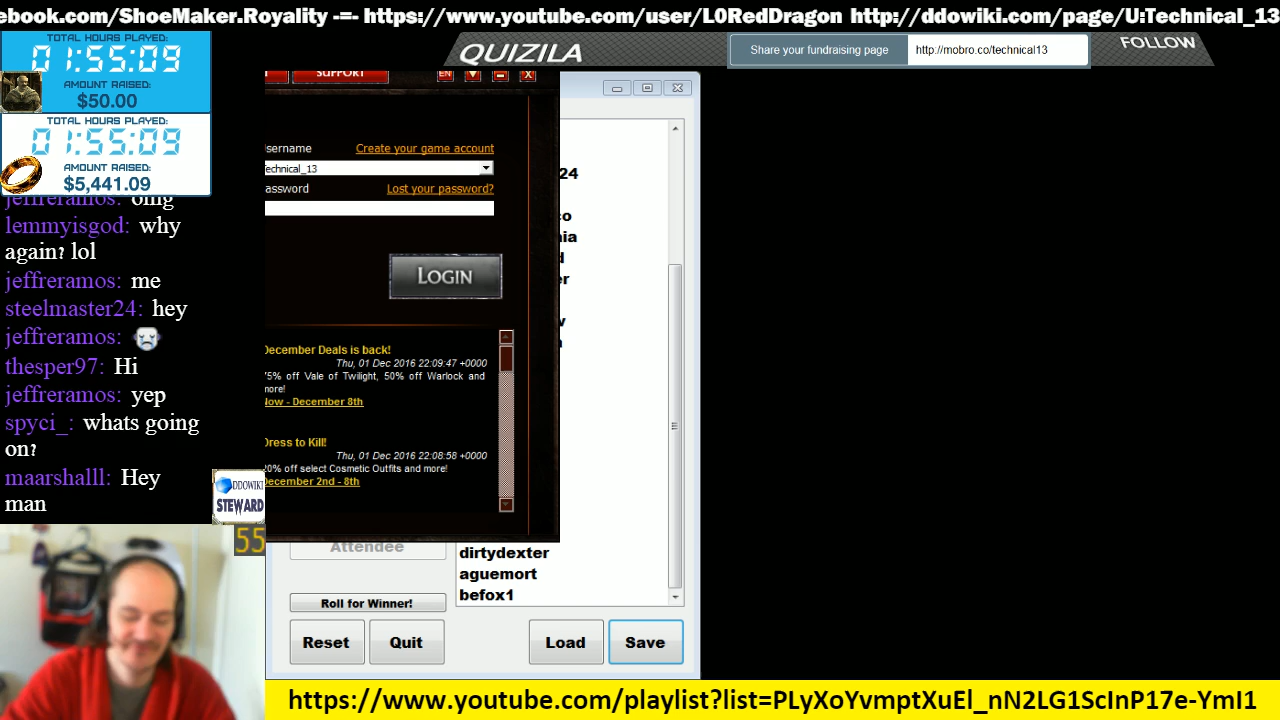 ebook.com/ShoeMaker.Royality -=- https://www.youtube.com/user/L0RedDragon http://ddowiki.com/page/U:Technical_13
TOTAL HOURS PLAYED:
01:55:09
AMOUNT RAISED:
$50.00
TOTAL HOURS PLAYED:
01:55:09
AMOUNT RAISED:
$5,441.09
QUIZILA
Share your fundraising page
http://mobro.co/technical13
FOLLOW
jeffreramos: omg
lemmyisgod: why
again? lol
jeffreramos: me
steelmaster24: hey
jeffreramos:
thesper97: Hi
jeffreramos: yep
spyci_: whats going
on?
maarshalll: Hey
man
DDOWIKI
STEWARD
55
SUPPORT
EN
X
sername
Create your game account
echnical_13
assword
Lost your password?
LOGIN
December Deals is back!
Thu, 01 Dec 2016 22:09:47 +0000
75% off Vale of Twilight, 50% off Warlock and
more!
Now - December 8th
Dress to Kill!
Thu, 01 Dec 2016 22:08:58 +0000
20% off select Cosmetic Outfits and more!
December 2nd - 8th
24
o
ia
d
er
v
Attendee
dirtydexter
aguemort
befox1
Roll for Winner!
Reset
Quit
Load
Save
https://www.youtube.com/playlist?list=PLyXoYvmptXuEl_nN2LG1ScInP17e-YmI1